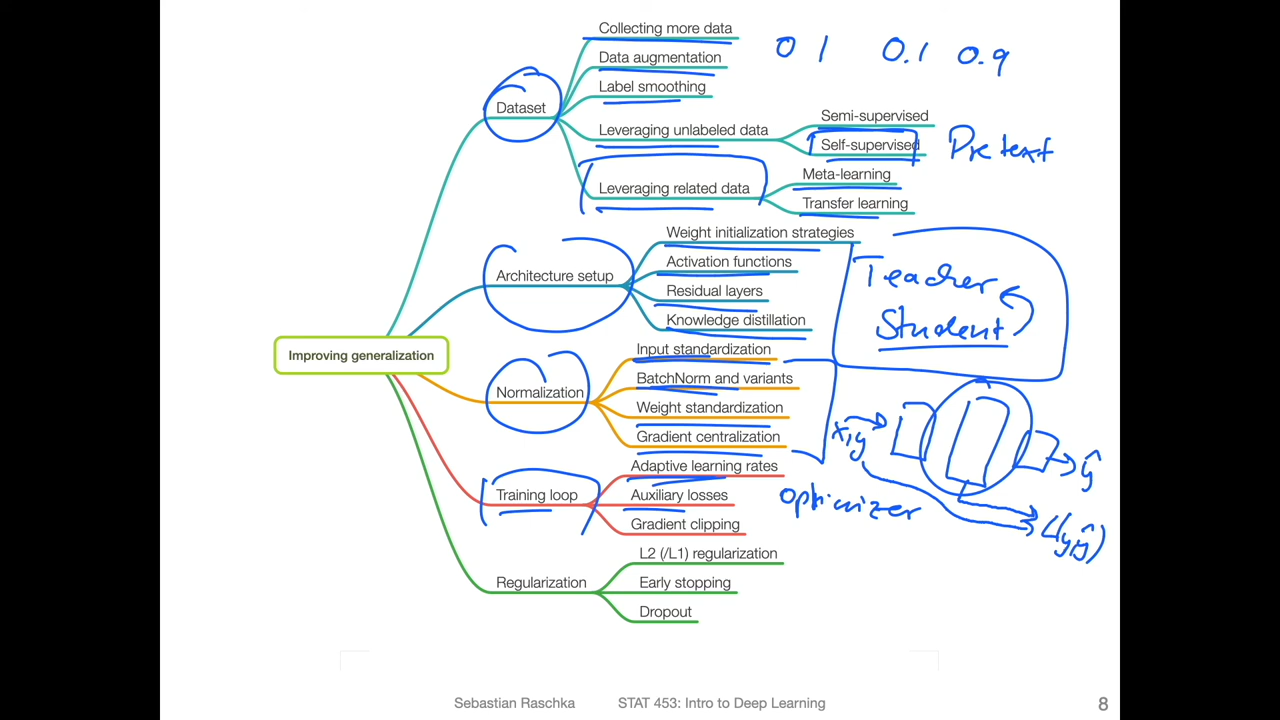 Collecting more data
0 1 0.1 0.9
Data augmentation
Label smoothing
Dataset
Semi-supervised
Leveraging unlabeled data
Self-supervised
Pretext
Meta-learning
Leveraging related data
Transfer learning
Weight initialization strategies
Activation functions
Architecture setup
Teacher
Residual layers
Knowledge distillation
Student
Input standardization
Improving generalization
BatchNorm and variants
Normalization
Weight standardization
Gradient centralization
x,y
ŷ
Adaptive learning rates
Training loop
Auxiliary losses
optimizer
Gradient clipping
L(y,ŷ)
L2 (/L1) regularization
Regularization
Early stopping
Dropout
Sebastian Raschka STAT 453: Intro to Deep Learning 8